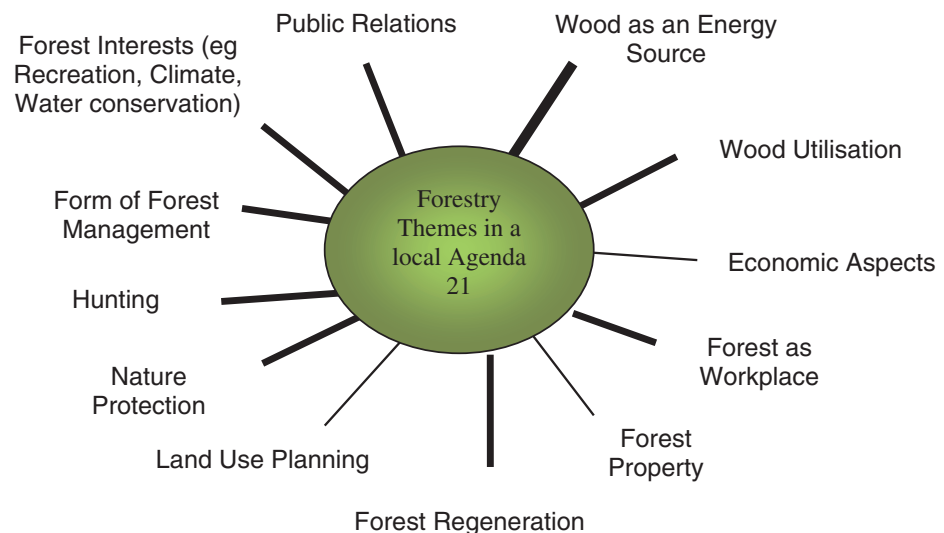 Public Relations
Wood as an Energy
Source
Forest Interests (eg
Recreation, Climate,
Water conservation)
Wood Utilisation
Form of Forest
Management
Forestry
Themes in a
local Agenda
21
Economic Aspects
Hunting
Forest as
Workplace
Nature
Protection
Forest
Property
Land Use Planning
Forest Regeneration